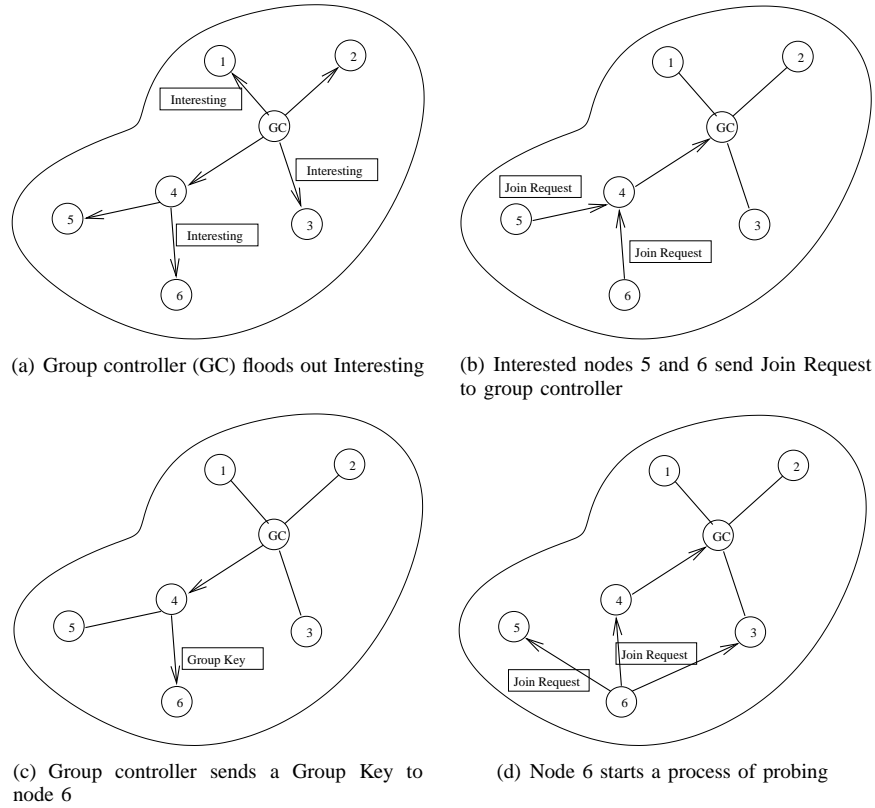 1
2
Interesting
GC
Interesting
4
5
3
Interesting
6
(a) Group controller (GC) floods out Interesting
1
2
GC
Join Request
4
5
3
Join Request
6
(b) Interested nodes 5 and 6 send Join Request
to group controller
1
2
GC
4
5
3
Group Key
6
(c) Group controller sends a Group Key to
node 6
1
2
GC
4
5
3
Join Request
Join Request
6
(d) Node 6 starts a process of probing